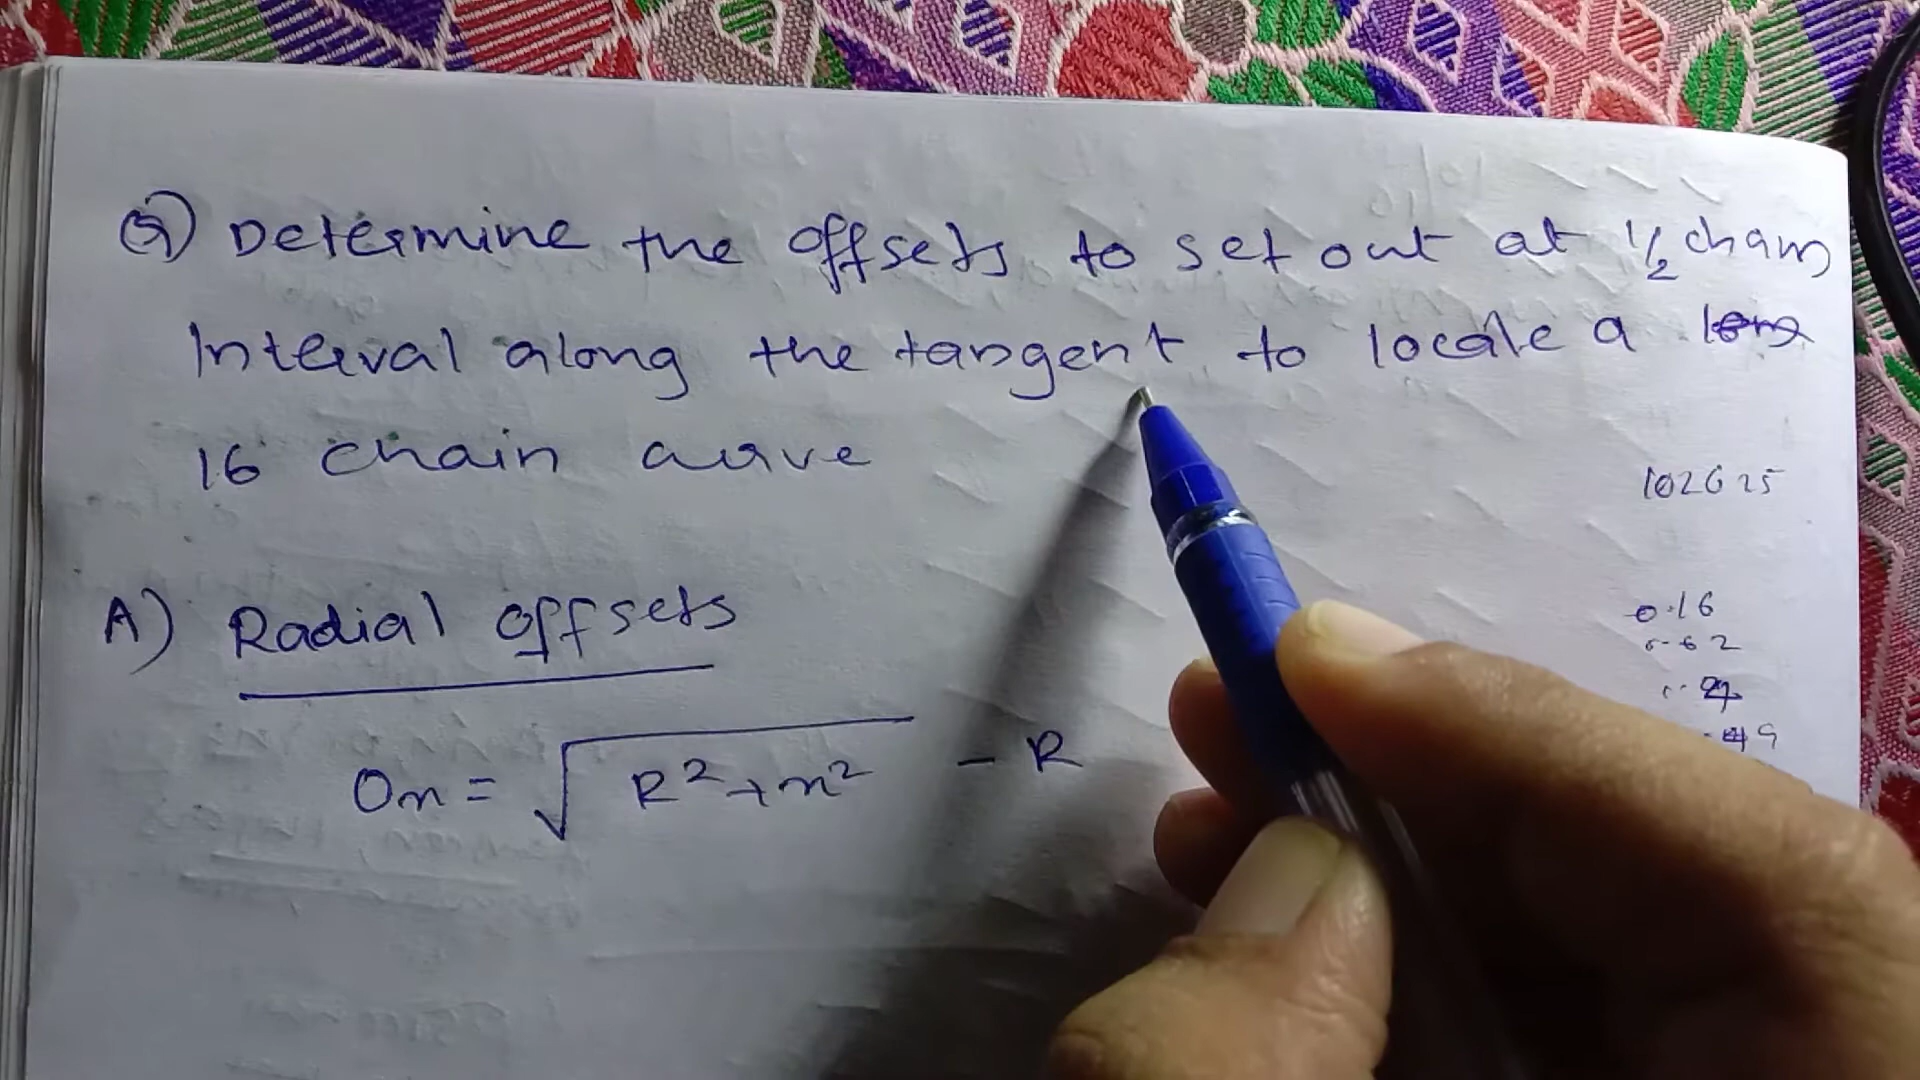 Q) Determine the offsets to set out at 1/2 chain
Interval along the tangent to locate a
16 chain curve
102625
A) Radial offsets
0.16
Ox = √R²+x² - R